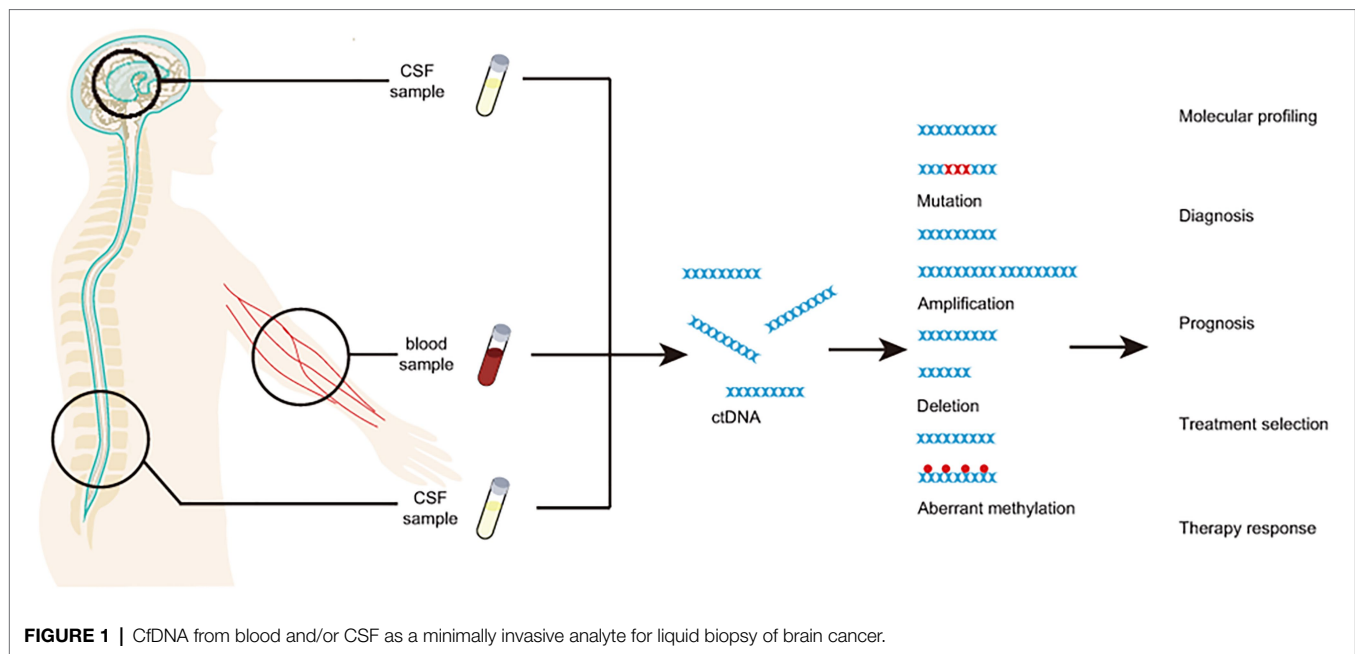 CSF
sample
blood
sample
CSF
sample
ctDNA
Mutation
Amplification
Deletion
Aberrant methylation
Molecular profiling
Diagnosis
Prognosis
Treatment selection
Therapy response
FIGURE 1 | CfDNA from blood and/or CSF as a minimally invasive analyte for liquid biopsy of brain cancer.